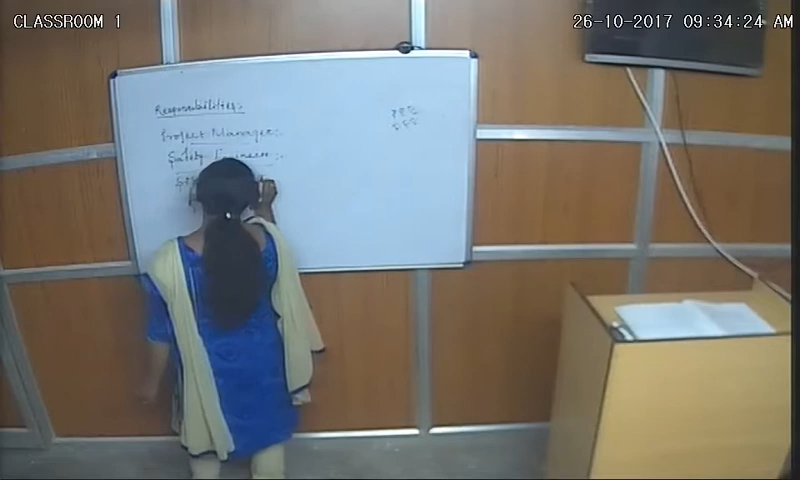 CLASSROOM 1
26-10-2017 09:34:24 AM
Responsibilities:
Project Manager:-
Safety Engineer:-